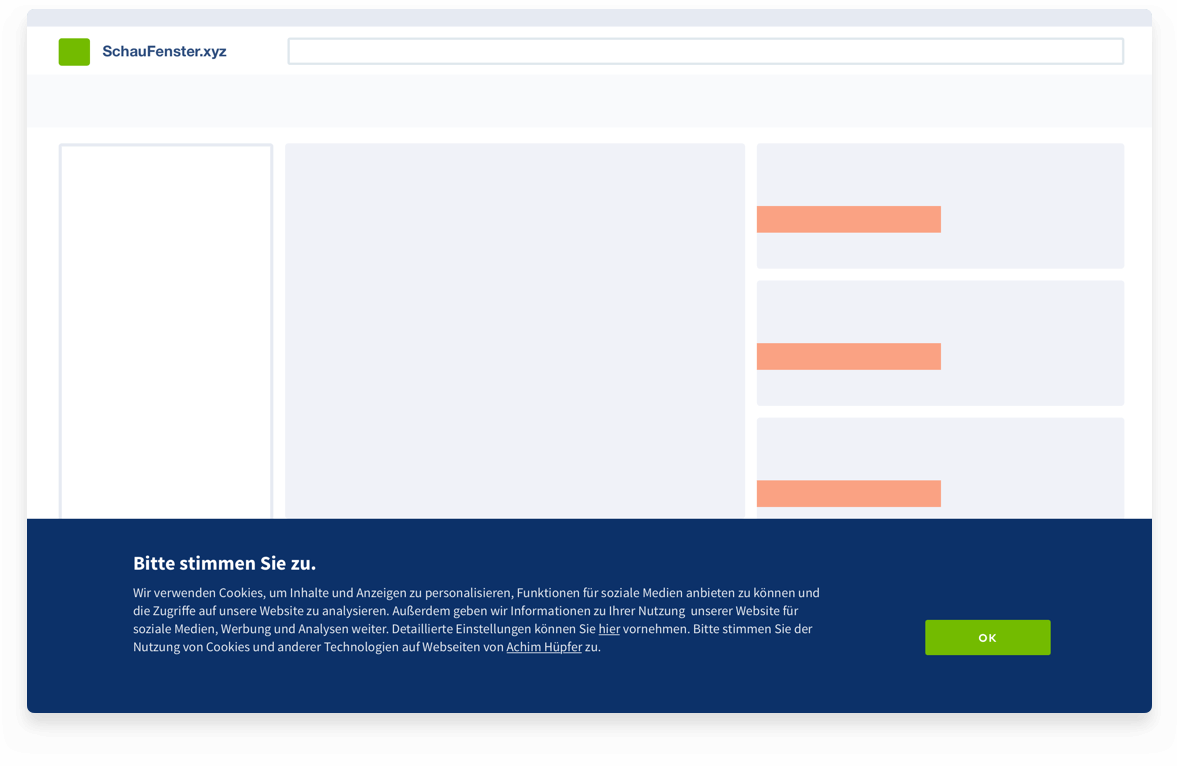 SchauFenster.xyz
Bitte stimmen Sie zu.
Wir verwenden Cookies, um Inhalte und Anzeigen zu personalisieren, Funktionen für soziale Medien anbieten zu können und
die Zugriffe auf unsere Website zu analysieren. Außerdem geben wir Informationen zu Ihrer Nutzung  unserer Website für
soziale Medien, Werbung und Analysen weiter. Detaillierte Einstellungen können Sie hier vornehmen. Bitte stimmen Sie der
Nutzung von Cookies und anderer Technologien auf Webseiten von Achim Hüpfer zu.
OK